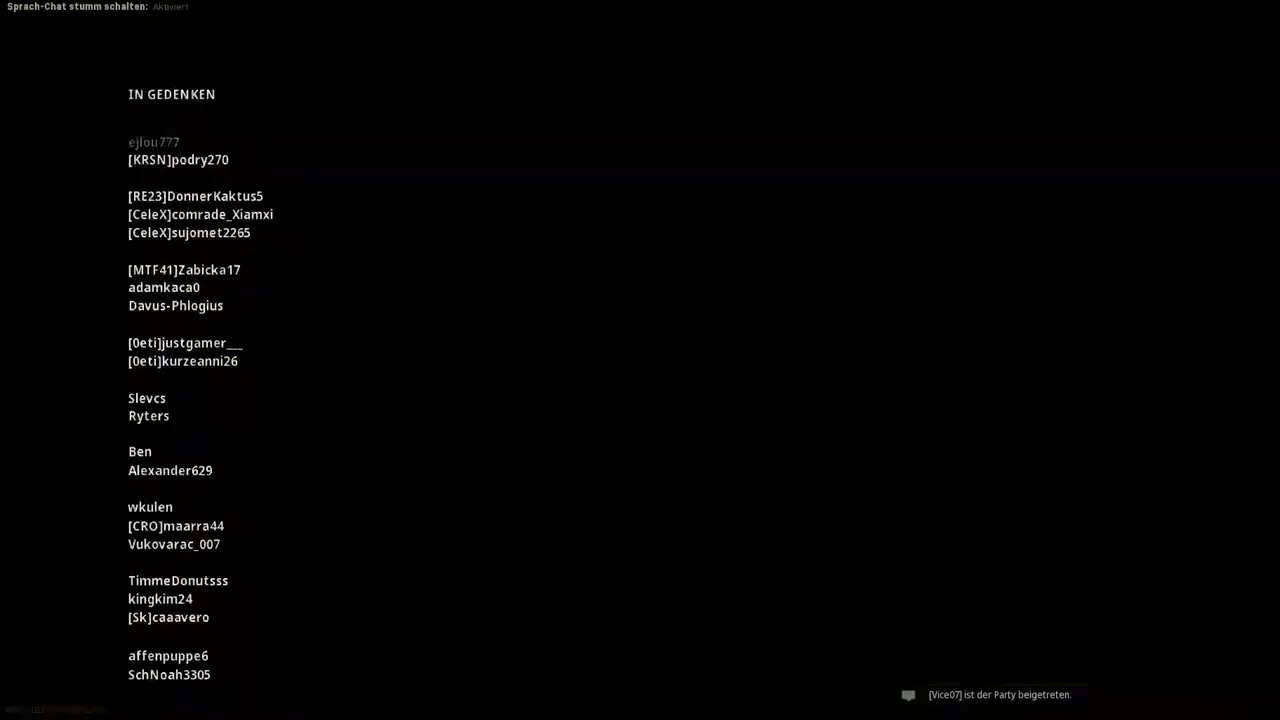 Sprach-Chat stumm schalten: Aktiviert
IN GEDENKEN
ejlou777
[KRSN]podry270
[RE23]DonnerKaktus5
[CeleX]comrade_Xiamxi
[CeleX]sujomet2265
[MTF41]Zabicka17
adamkaca0
Davus-Phlogius
[0eti]justgamer___
[0eti]kurzeanni26
Slevcs
Ryters
Ben
Alexander629
wkulen
[CRO]maarra44
Vukovarac_007
TimmeDonutsss
kingkim24
[Sk]caaavero
affenpuppe6
SchNoah3305
[Vice07] ist der Party beigetreten.